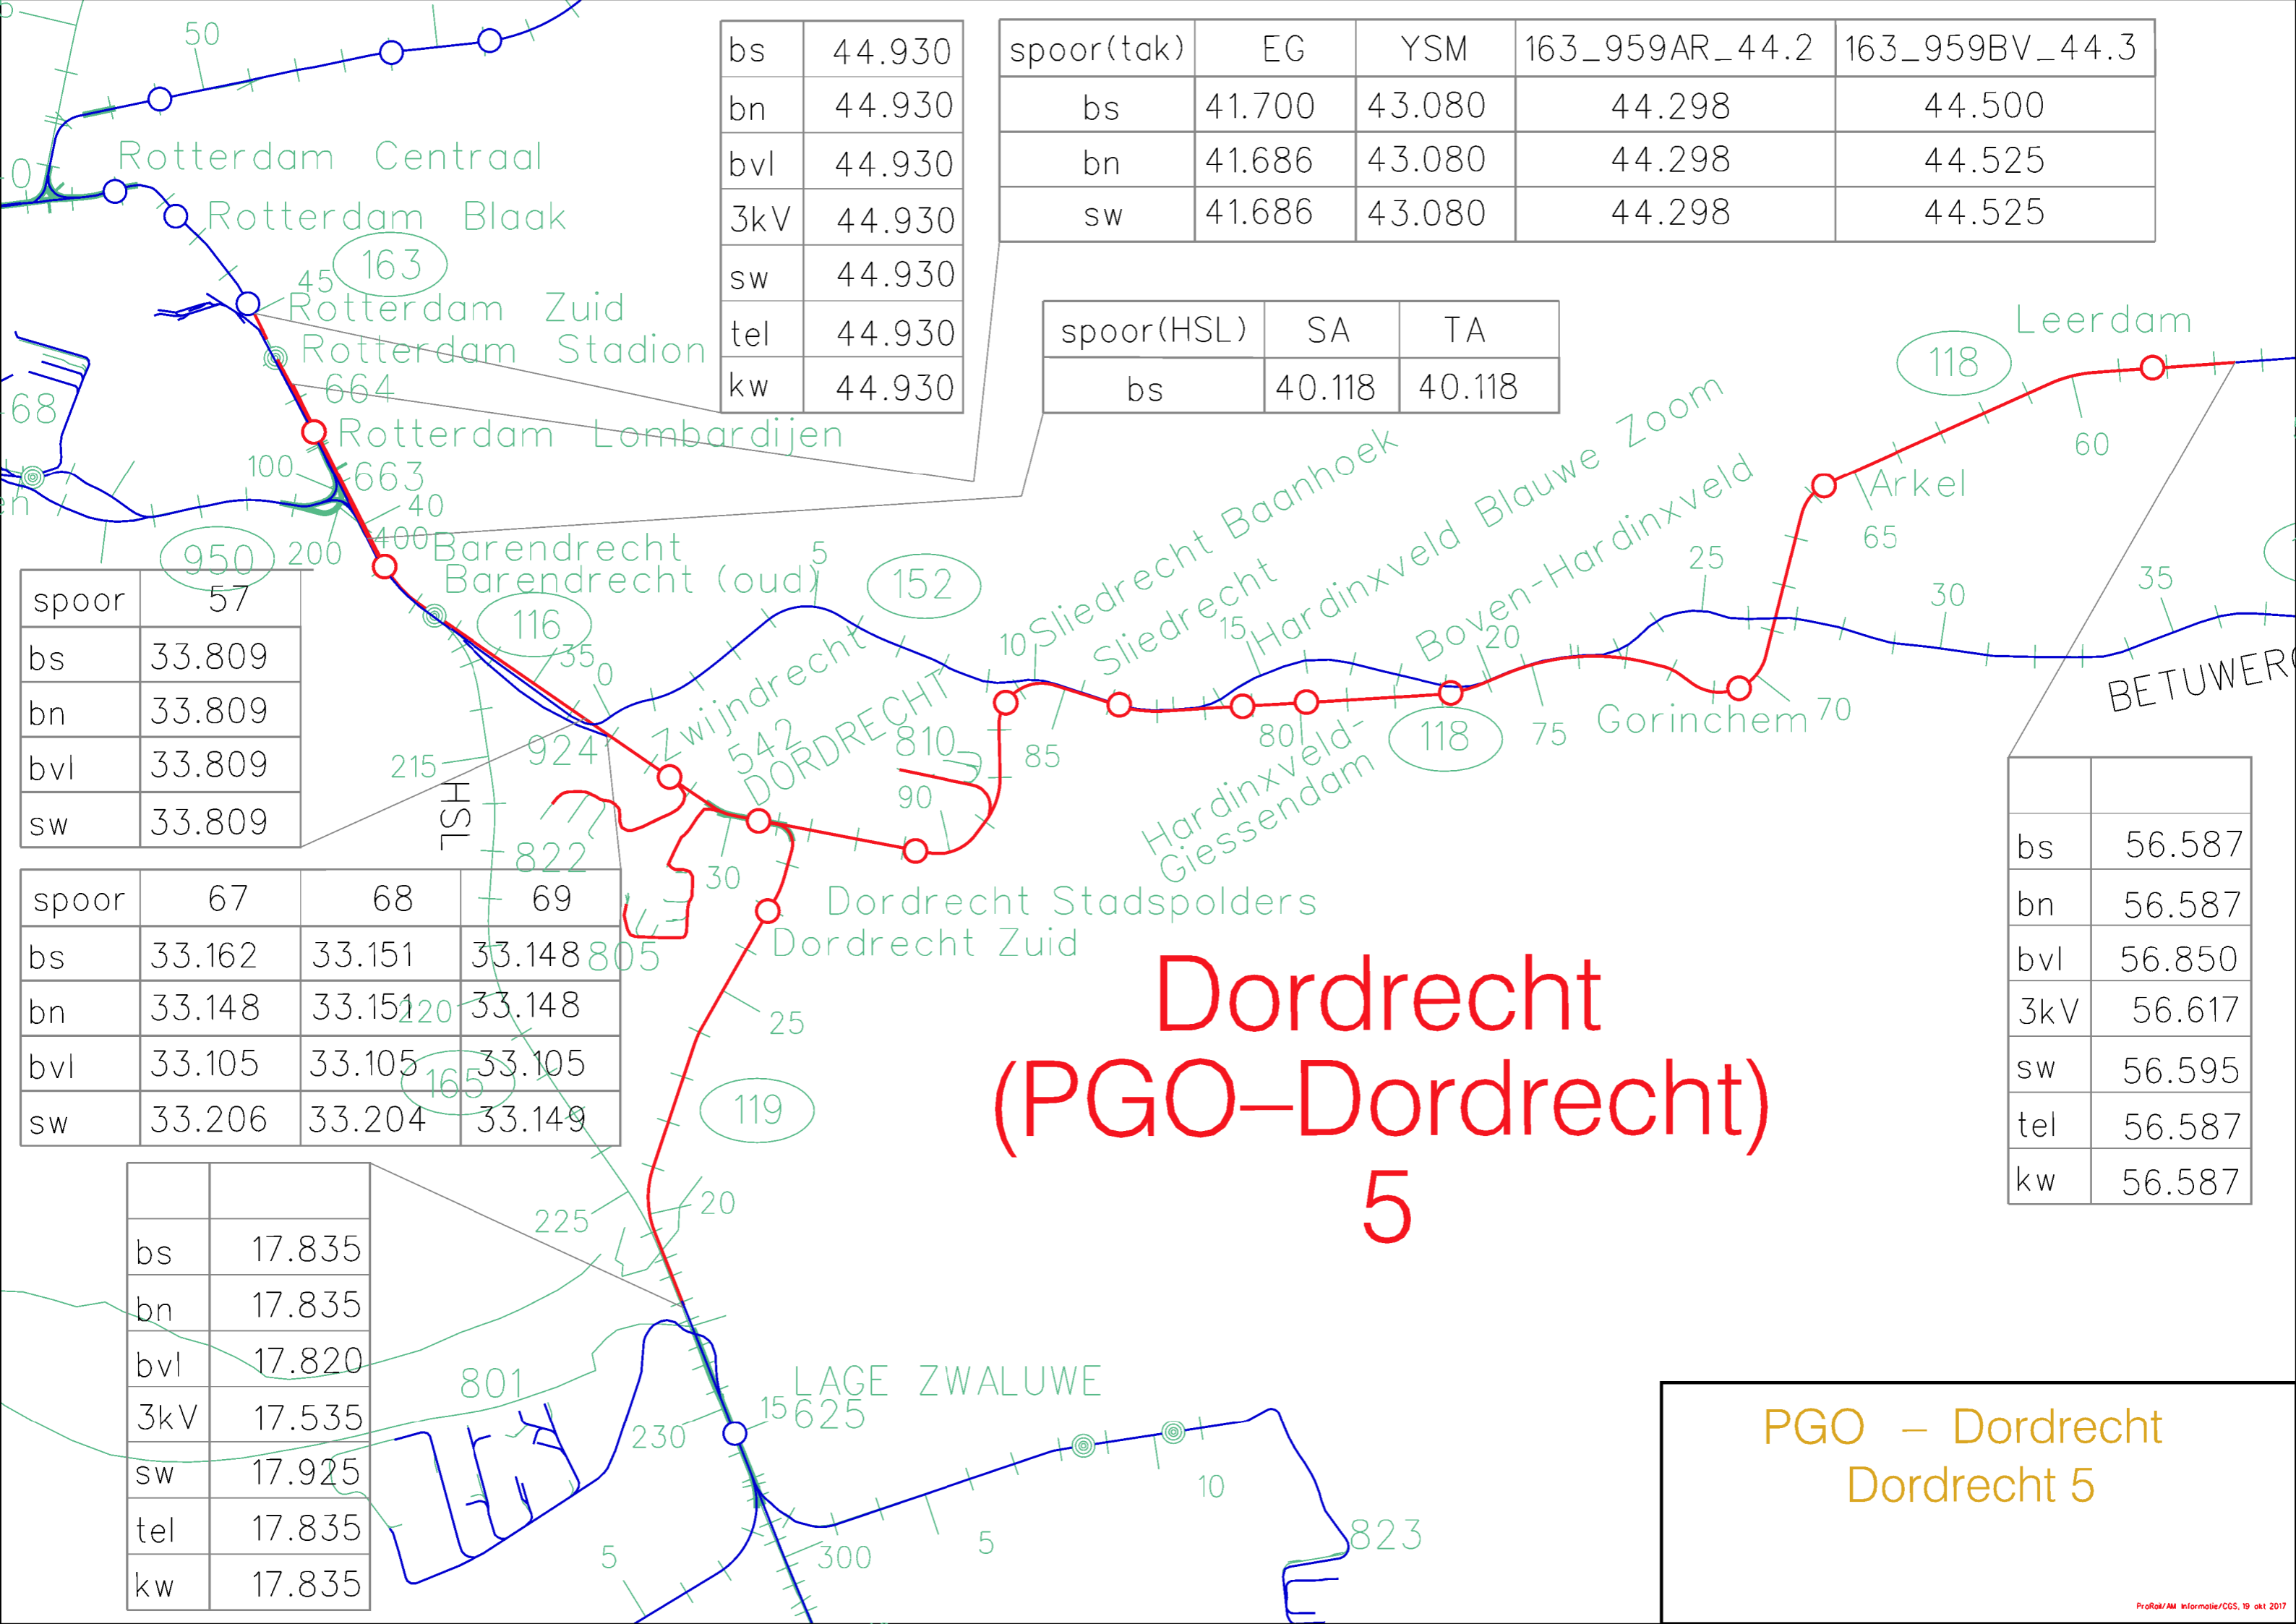 50
Rotterdam Centraal
0
Rotterdam Blaak
163
45
Rotterdam Zuid
Rotterdam Stadion
664
68
Rotterdam Lombardijen
100
663
40
400
Barendrecht
950
200
Barendrecht (oud)
116
35
0
5
152
bs 44.930
bn 44.930
bvl 44.930
3kV 44.930
sw 44.930
tel 44.930
kw 44.930
spoor(tak) EG YSM 163_959AR_44.2 163_959BV_44.3
bs 41.700 43.080 44.298 44.500
bn 41.686 43.080 44.298 44.525
sw 41.686 43.080 44.298 44.525
spoor(HSL) SA TA
bs 40.118 40.118
Leerdam
118
60
Arkel
65
Sliedrecht Baanhoek
Sliedrecht
Hardinxveld Blauwe Zoom
Boven-Hardinxveld
10
15
20
25
30
35
BETUWERO
Zwijndrecht
542
DORDRECHT
924
810
90
85
80
Hardinxveld-
Giessendam
118
75
Gorinchem
70
215
HSL
822
30
805
Dordrecht Stadspolders
Dordrecht Zuid
spoor 57
bs 33.809
bn 33.809
bvl 33.809
sw 33.809
spoor 67 68 69
bs 33.162 33.151 33.148
bn 33.148 33.151 33.148
bvl 33.105 33.105 33.105
sw 33.206 33.204 33.149
220
165
25
119
20
225
Dordrecht
(PGO–Dordrecht)
5
bs 56.587
bn 56.587
bvl 56.850
3kV 56.617
sw 56.595
tel 56.587
kw 56.587
bs 17.835
bn 17.835
bvl 17.820
3kV 17.535
sw 17.925
tel 17.835
kw 17.835
801
LAGE ZWALUWE
15
625
230
10
5
300
5
823
PGO – Dordrecht
Dordrecht 5
ProRail/AM Informatie/CGS, 19 okt 2017